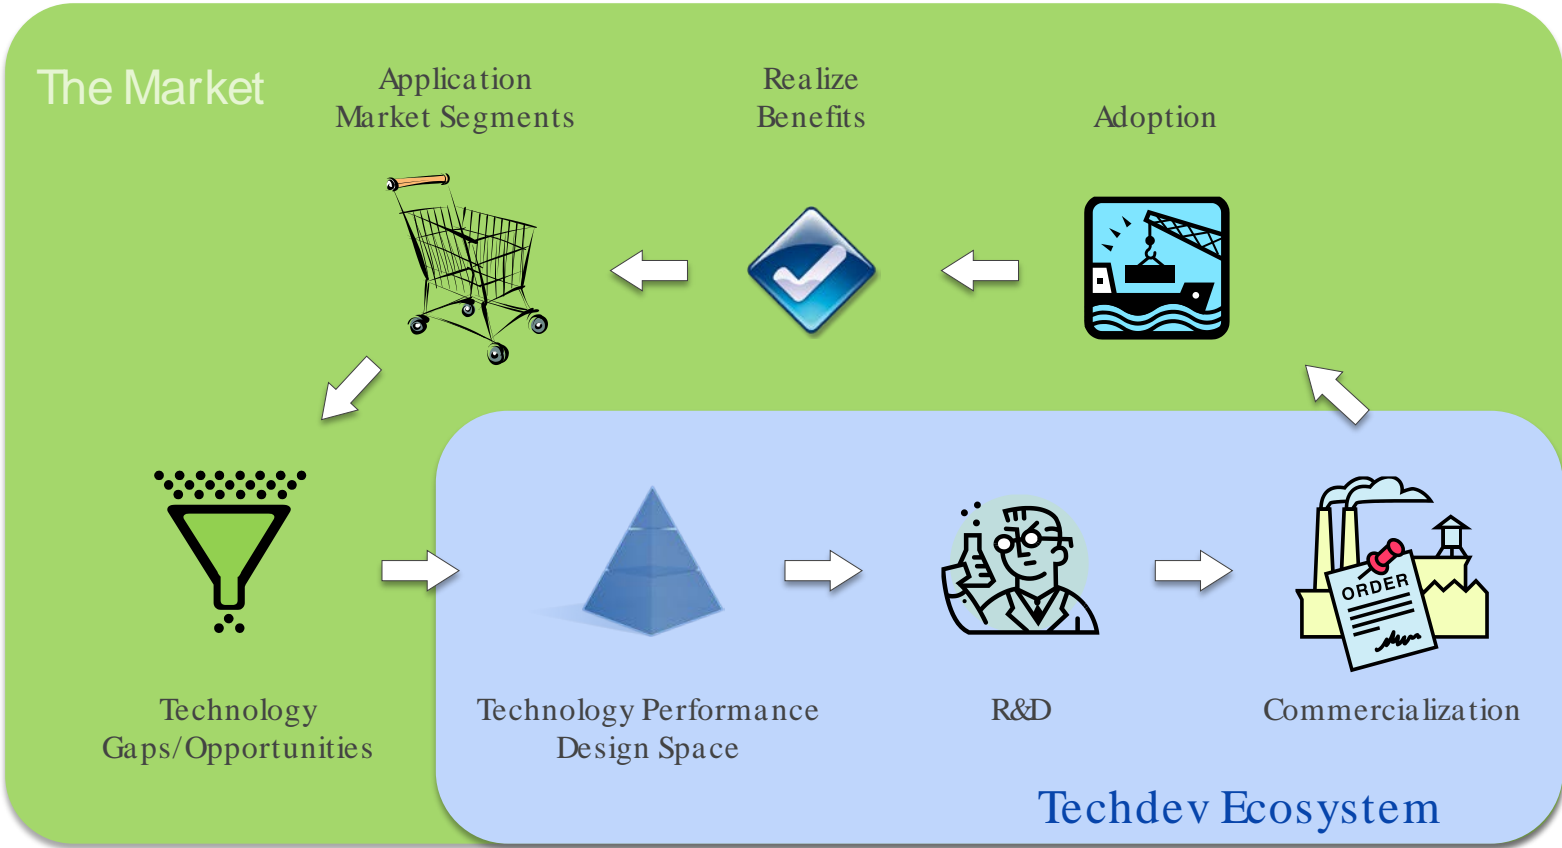 The Market
Application
Market Segments
Realize
Benefits
Adoption
ORDER
Technology
Gaps/Opportunities
Technology Performance
Design Space
R&D
Commercialization
Techdev Ecosystem